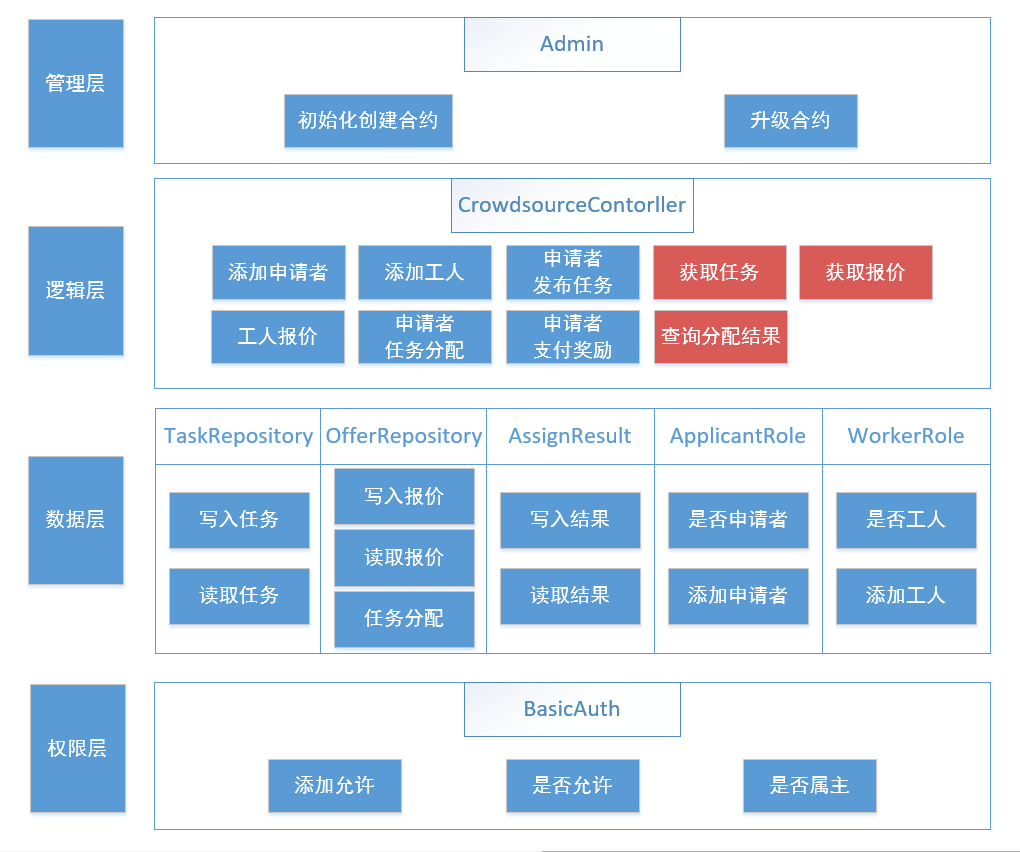 管理层
Admin
初始化创建合约
升级合约
逻辑层
CrowdsourceContorller
添加申请者
添加工人
申请者
发布任务
获取任务
获取报价
工人报价
申请者
任务分配
申请者
支付奖励
查询分配结果
数据层
TaskRepository
OfferRepository
AssignResult
ApplicantRole
WorkerRole
写入任务
读取任务
写入报价
读取报价
任务分配
写入结果
读取结果
是否申请者
添加申请者
是否工人
添加工人
权限层
BasicAuth
添加允许
是否允许
是否属主